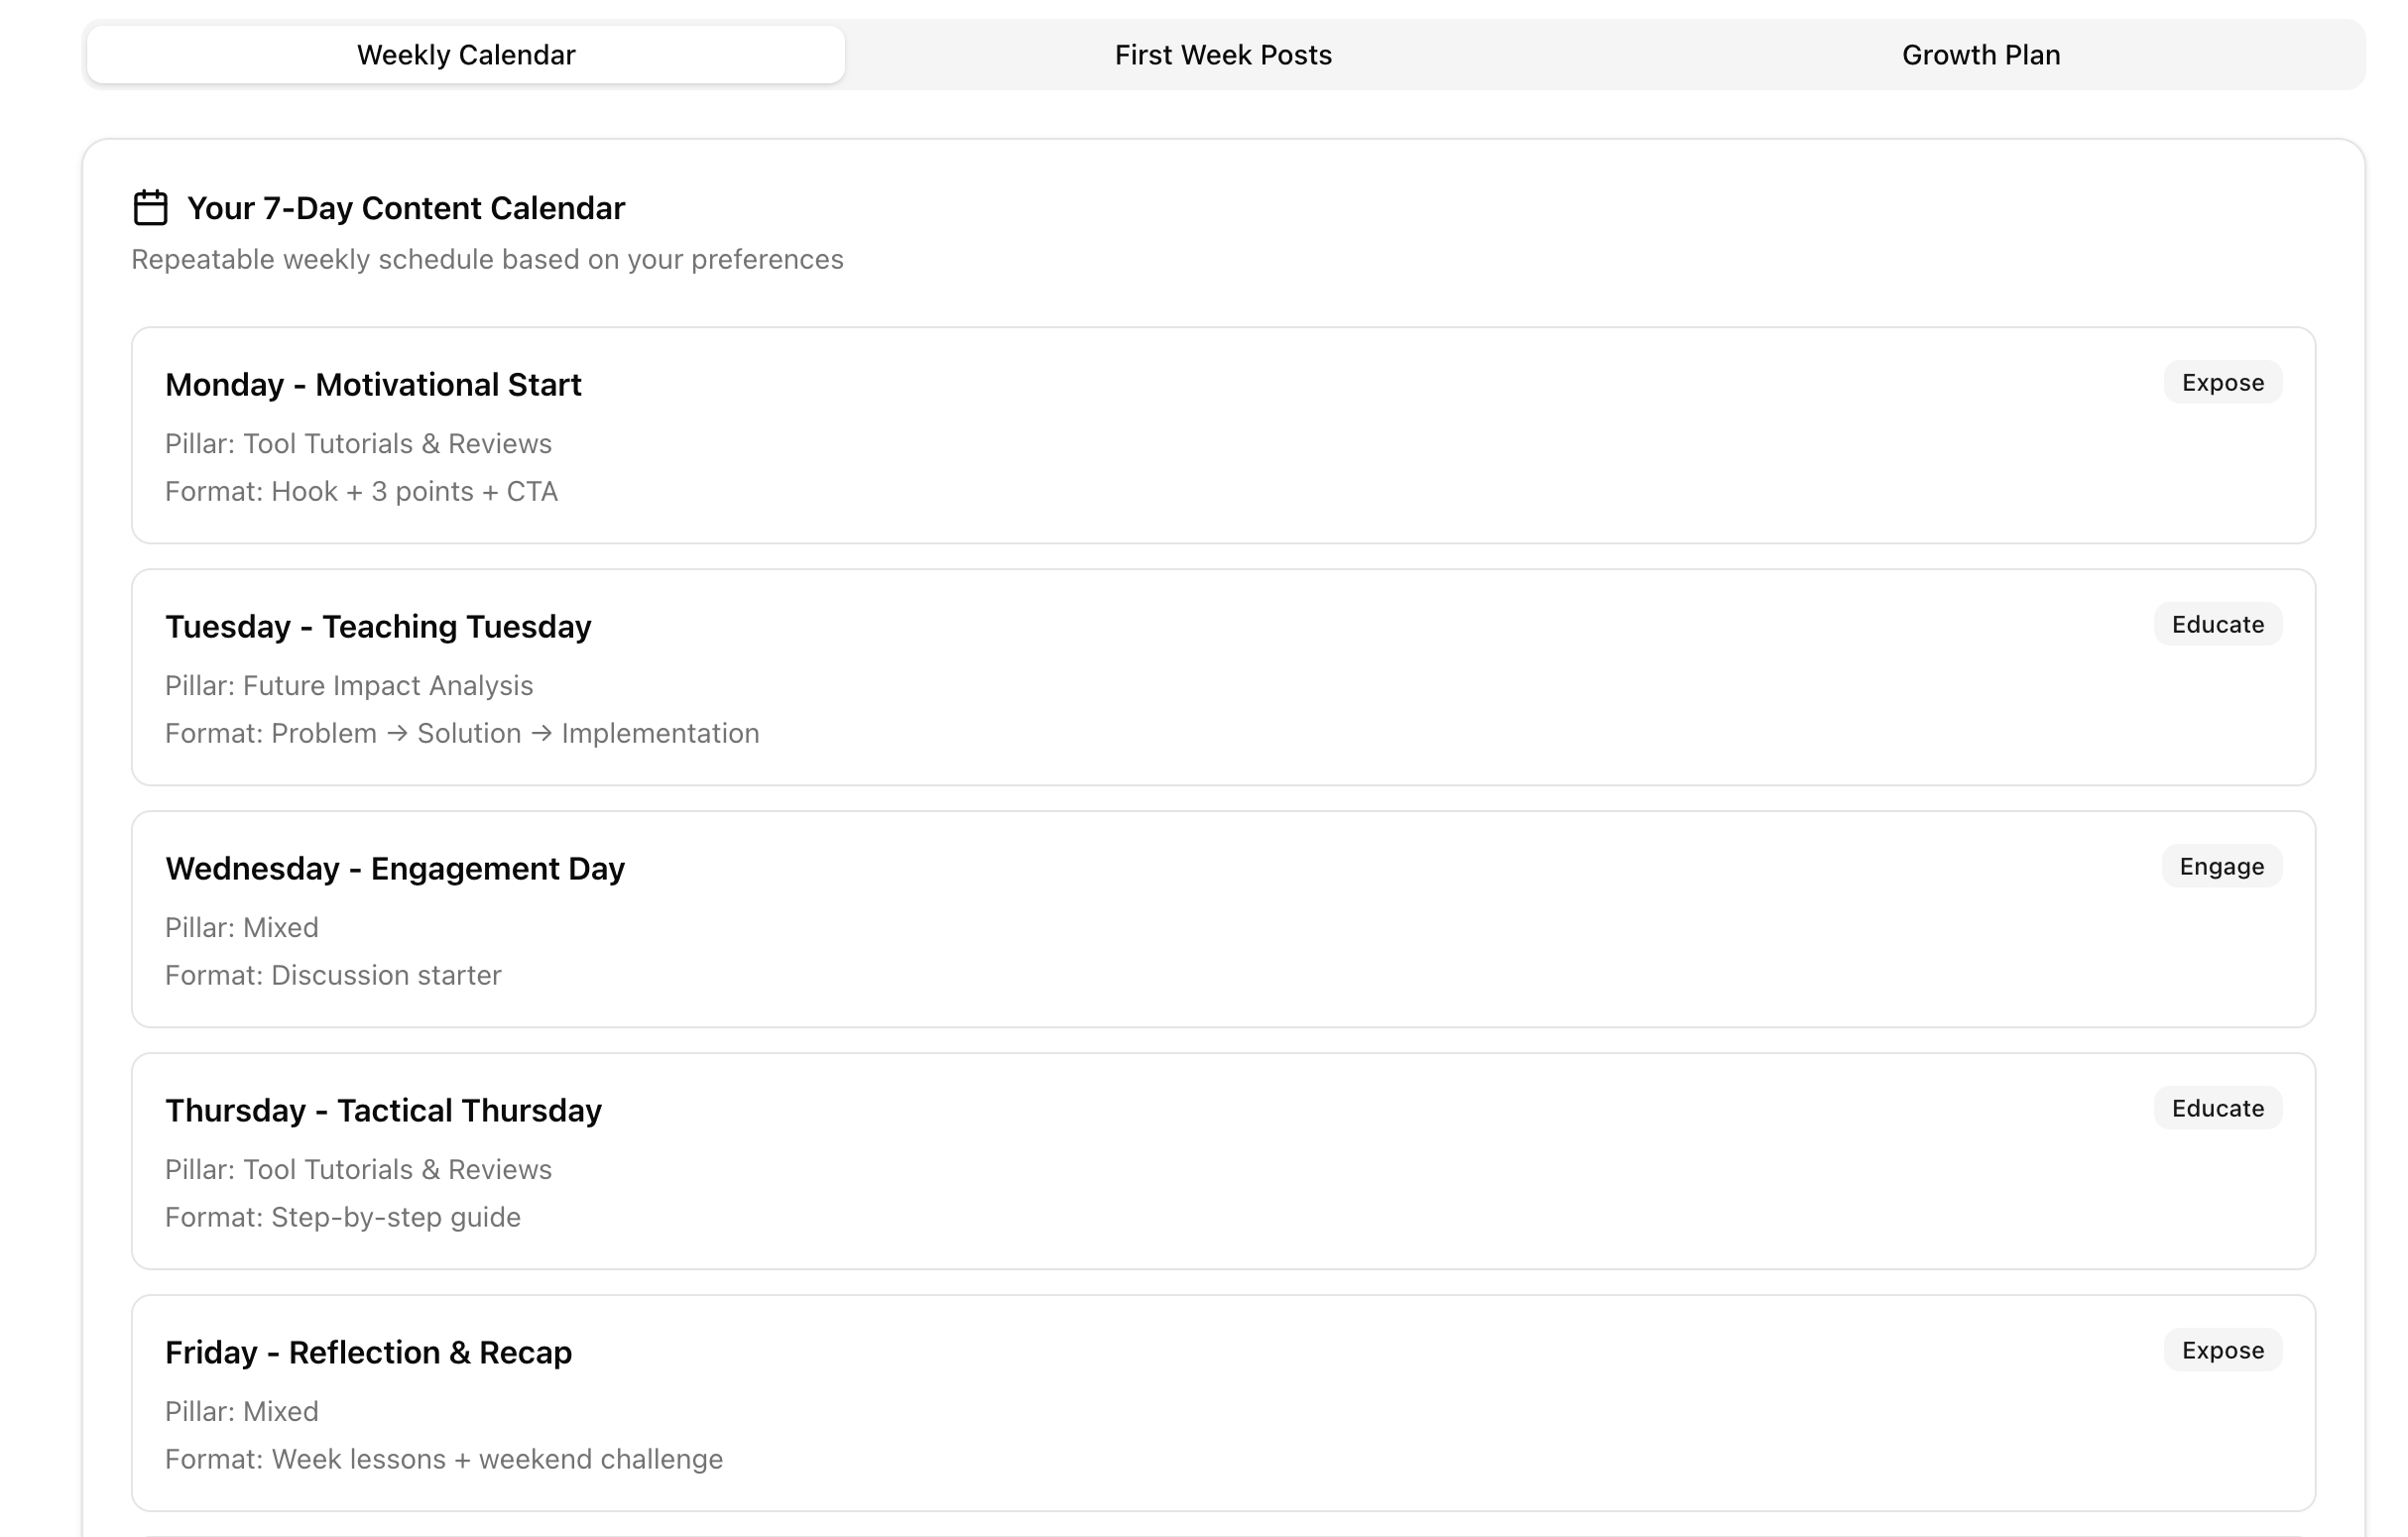 Weekly Calendar
First Week Posts
Growth Plan
Your 7-Day Content Calendar
Repeatable weekly schedule based on your preferences
Monday - Motivational Start
Expose
Pillar: Tool Tutorials & Reviews
Format: Hook + 3 points + CTA
Tuesday - Teaching Tuesday
Educate
Pillar: Future Impact Analysis
Format: Problem → Solution → Implementation
Wednesday - Engagement Day
Engage
Pillar: Mixed
Format: Discussion starter
Thursday - Tactical Thursday
Educate
Pillar: Tool Tutorials & Reviews
Format: Step-by-step guide
Friday - Reflection & Recap
Expose
Pillar: Mixed
Format: Week lessons + weekend challenge